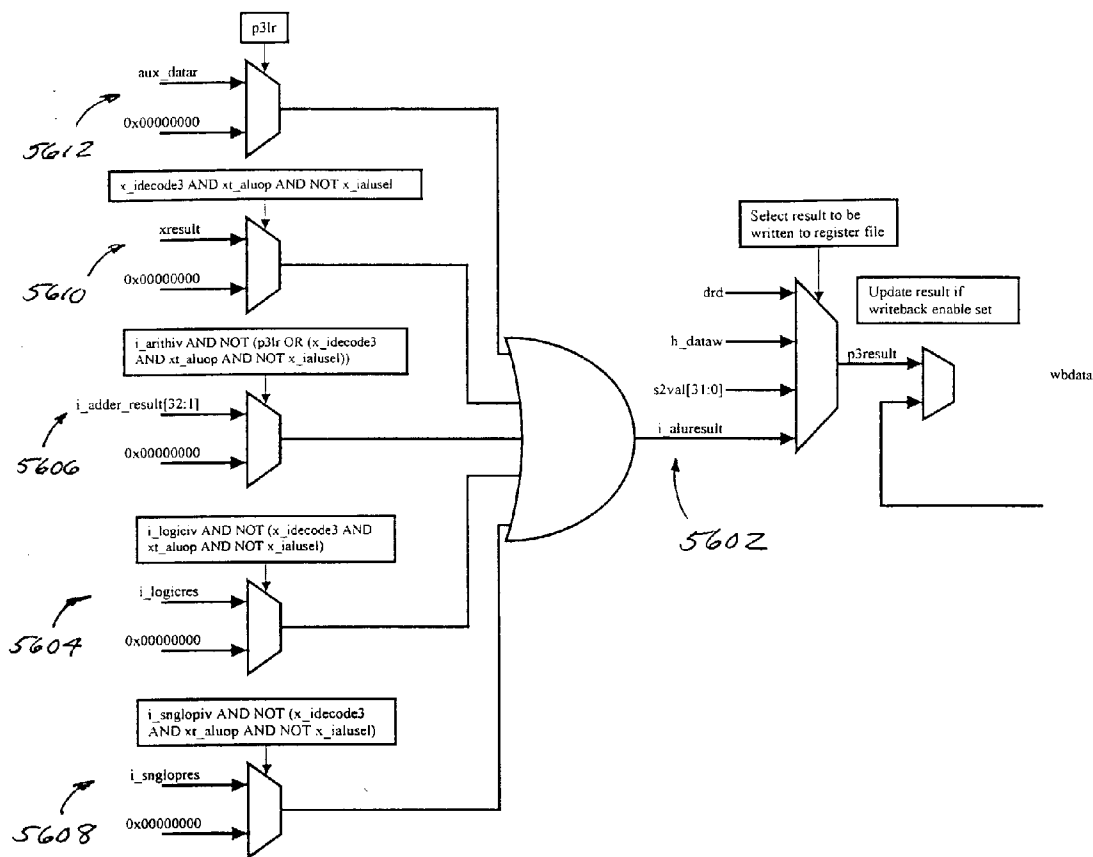 p3lr
aux_datar
0x00000000
5612
x_idecode3 AND xt_aluop AND NOT x_ialusel
xresult
0x00000000
5610
i_arithiv AND NOT (p3lr OR (x_idecode3
AND xt_aluop AND NOT x_ialusel))
i_adder_result[32:1]
0x00000000
5606
i_logiciv AND NOT (x_idecode3 AND
xt_aluop AND NOT x_ialusel)
i_logicres
0x00000000
5604
i_snglopiv AND NOT (x_idecode3
AND xt_aluop AND NOT x_ialusel)
i_snglopres
0x00000000
5608
Select result to be
written to register file
drd
h_dataw
s2val[31:0]
i_aluresult
5602
Update result if
writeback enable set
p3result
wbdata